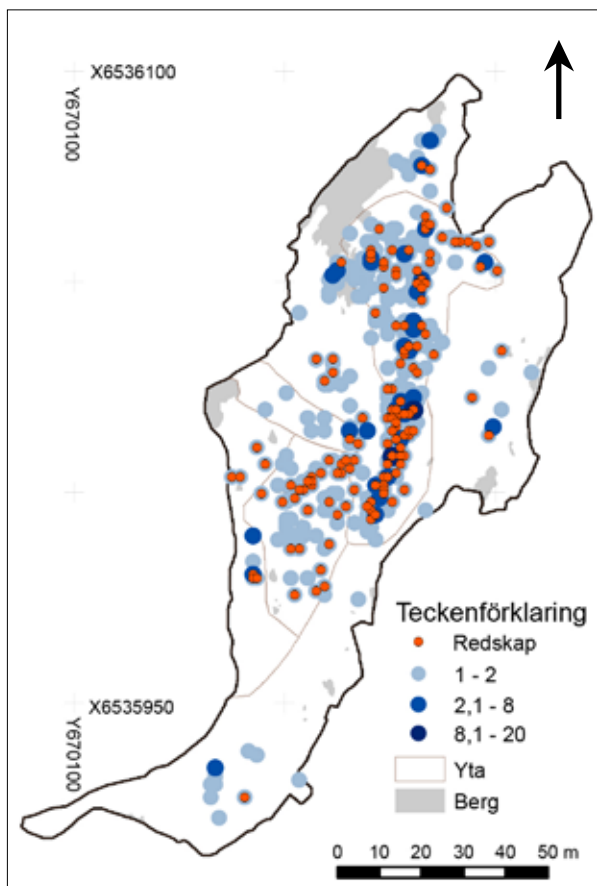 X6536100
Y670100
X6535950
Y670100
Teckenförklaring
Redskap
1 - 2
2,1 - 8
8,1 - 20
Yta
Berg
0 10 20 30 40 50 m